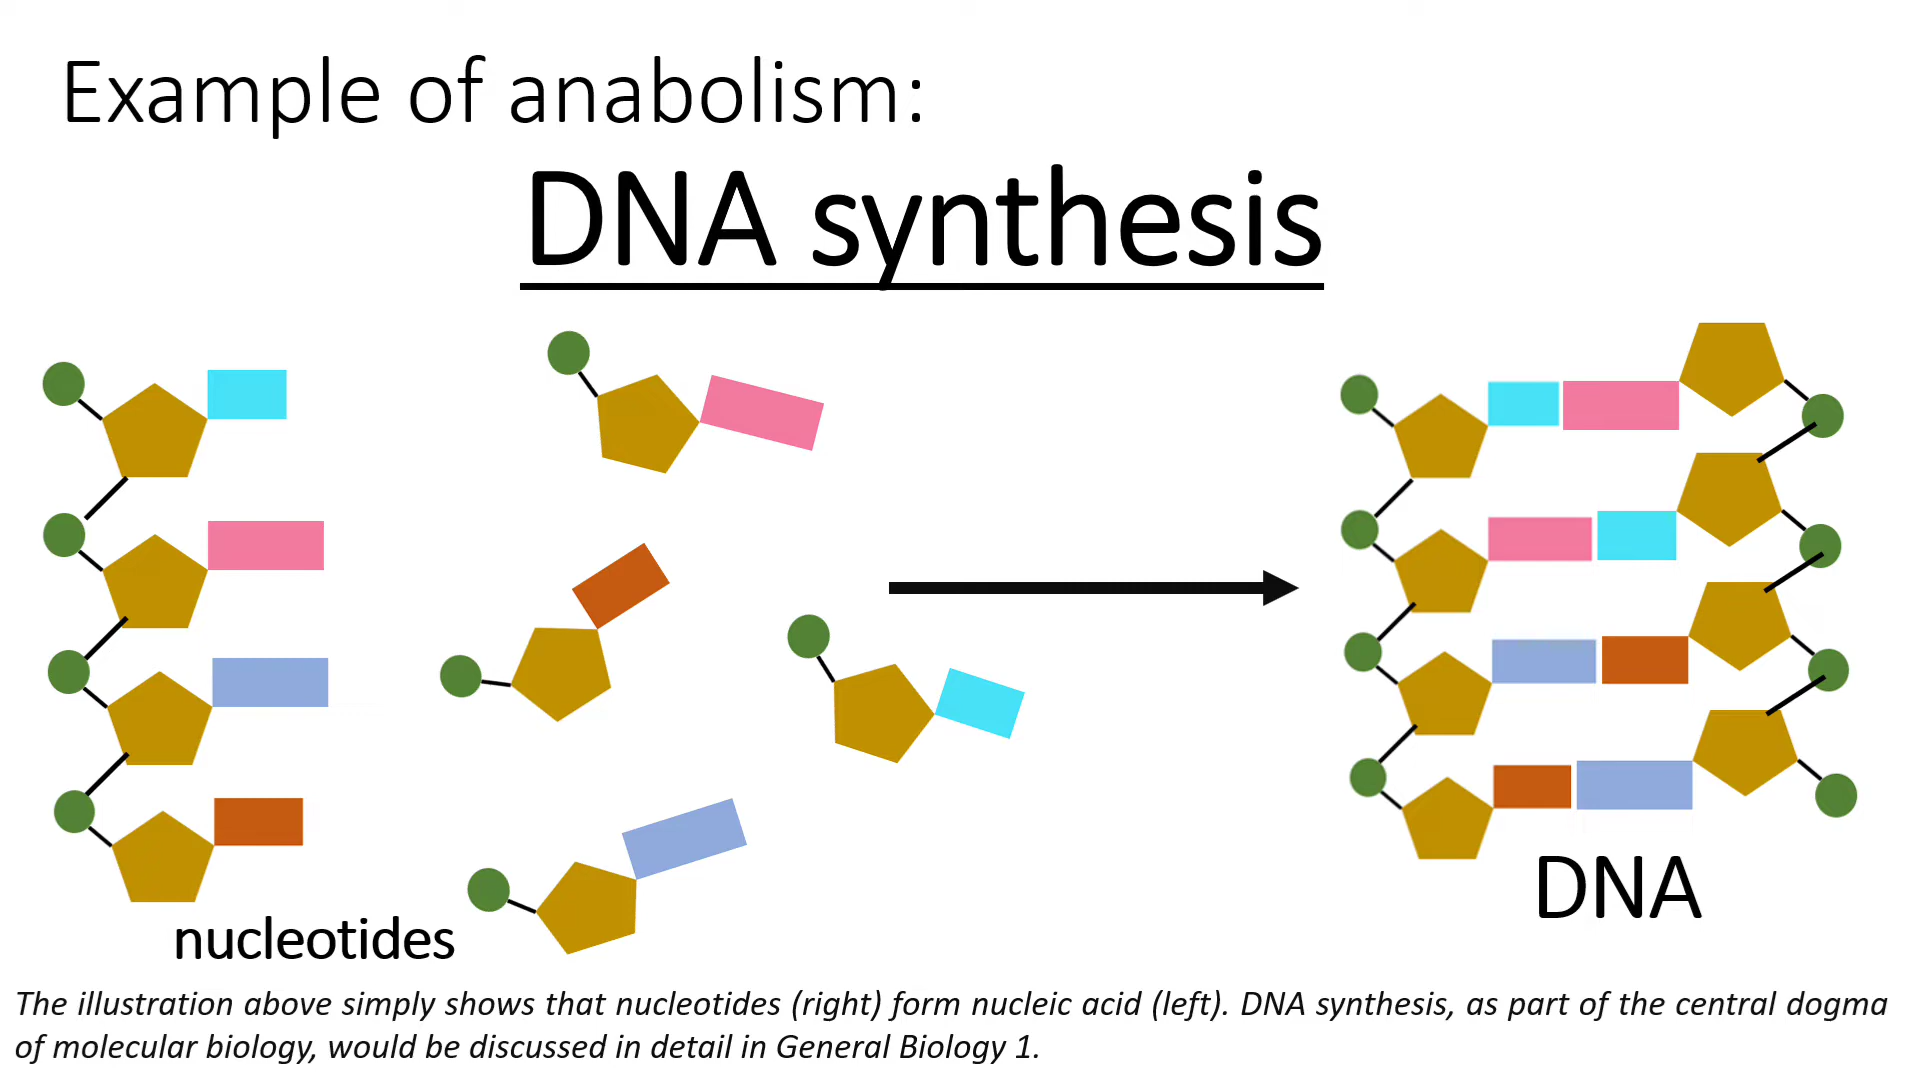 Example of anabolism:
DNA synthesis
nucleotides
DNA
The illustration above simply shows that nucleotides (right) form nucleic acid (left). DNA synthesis, as part of the central dogma
of molecular biology, would be discussed in detail in General Biology 1.